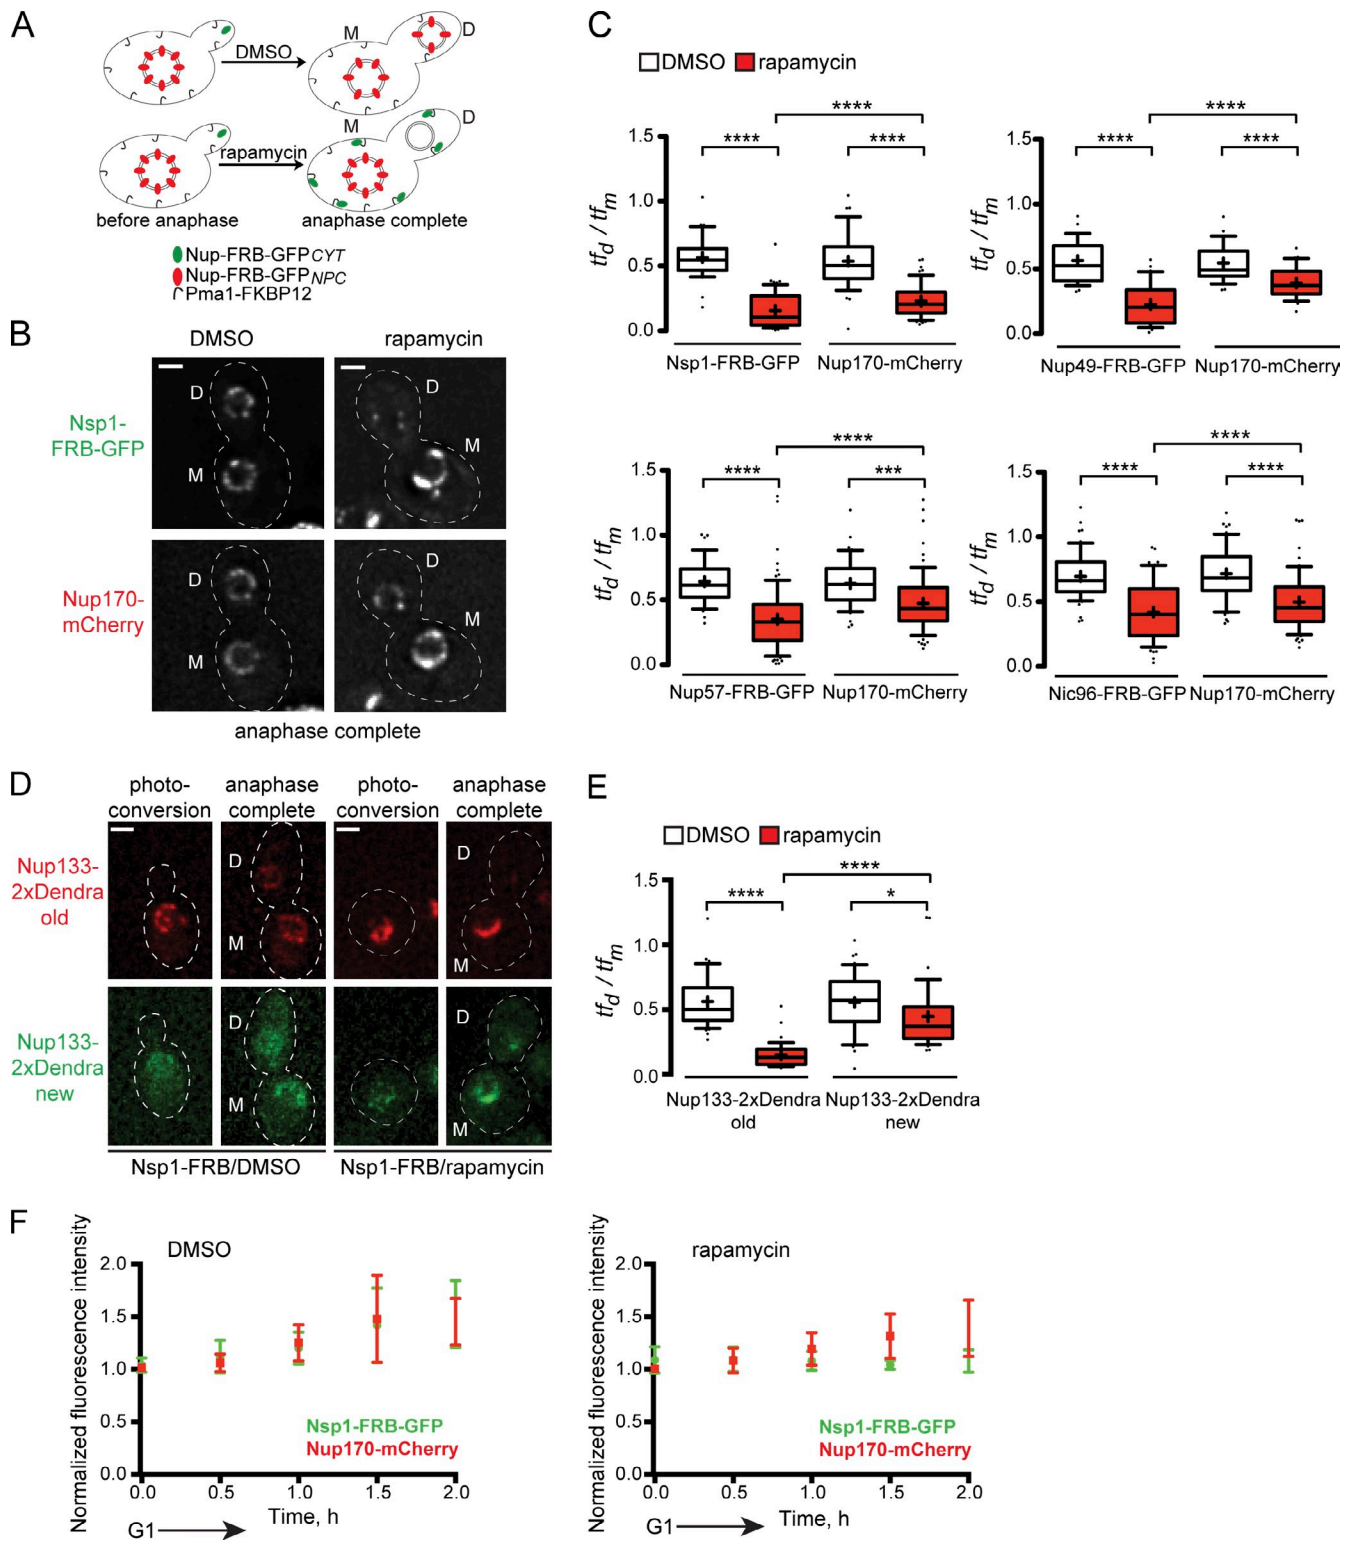 A
M
D
DMSO
M
D
rapamycin
before anaphase
anaphase complete
Nup-FRB-GFP CYT
Nup-FRB-GFP NPC
Pma1-FKBP12
B
DMSO
rapamycin
Nsp1-
FRB-GFP
D
M
D
M
Nup170-
mCherry
D
M
D
M
anaphase complete
C
DMSO rapamycin
****
**** ****
1.5
1.0
0.5
0.0
tfd / tfm
Nsp1-FRB-GFP Nup170-mCherry
****
**** ****
1.5
1.0
0.5
0.0
tfd / tfm
Nup49-FRB-GFP Nup170-mCherry
****
**** ***
1.5
1.0
0.5
0.0
tfd / tfm
Nup57-FRB-GFP Nup170-mCherry
****
**** ****
1.5
1.0
0.5
0.0
tfd / tfm
Nic96-FRB-GFP Nup170-mCherry
D
photo-
conversion
anaphase
complete
photo-
conversion
anaphase
complete
Nup133-
2xDendra
old
D
M
D
M
Nup133-
2xDendra
new
D
M
D
M
Nsp1-FRB/DMSO
Nsp1-FRB/rapamycin
E
DMSO rapamycin
****
**** *
1.5
1.0
0.5
0.0
tfd / tfm
Nup133-2xDendra
old
Nup133-2xDendra
new
F
DMSO
Normalized fluorescence intensity
2.0
1.5
1.0
0.5
0.0
Nsp1-FRB-GFP
Nup170-mCherry
0.0 0.5 1.0 1.5 2.0
Time, h
G1
rapamycin
Normalized fluorescence intensity
2.0
1.5
1.0
0.5
0.0
Nsp1-FRB-GFP
Nup170-mCherry
0.0 0.5 1.0 1.5 2.0
Time, h
G1